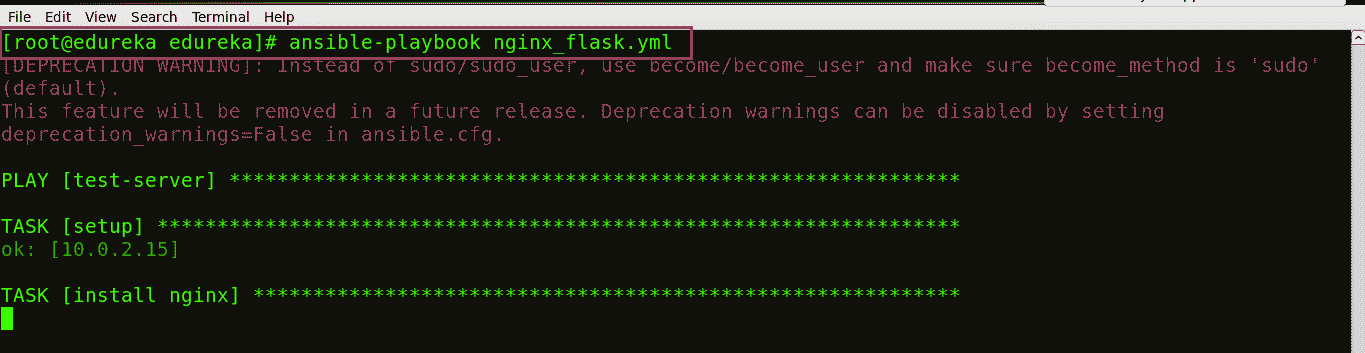 File Edit View Search Terminal Help
[root@edureka edureka]# ansible-playbook nginx_flask.yml
[DEPRECATION WARNING]: Instead of sudo/sudo_user, use become/become_user and make sure become_method is 'sudo'
(default).
This feature will be removed in a future release. Deprecation warnings can be disabled by setting
deprecation_warnings=False in ansible.cfg.
PLAY [test-server] *************************************************************
TASK [setup] *******************************************************************
ok: [10.0.2.15]
TASK [install nginx] ***********************************************************